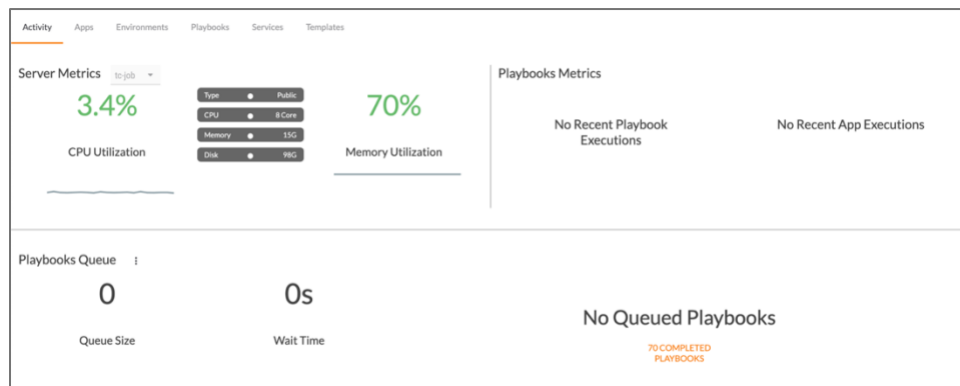 Activity Apps Environments Playbooks Services Templates
Server Metrics to-job
3.4%
CPU Utilization
Type Public
CPU 8 Core
Memory 15G
Disk 98G
70%
Memory Utilization
Playbooks Metrics
No Recent Playbook
Executions
No Recent App Executions
Playbooks Queue
0
Queue Size
0s
Wait Time
No Queued Playbooks
70 COMPLETED
PLAYBOOKS